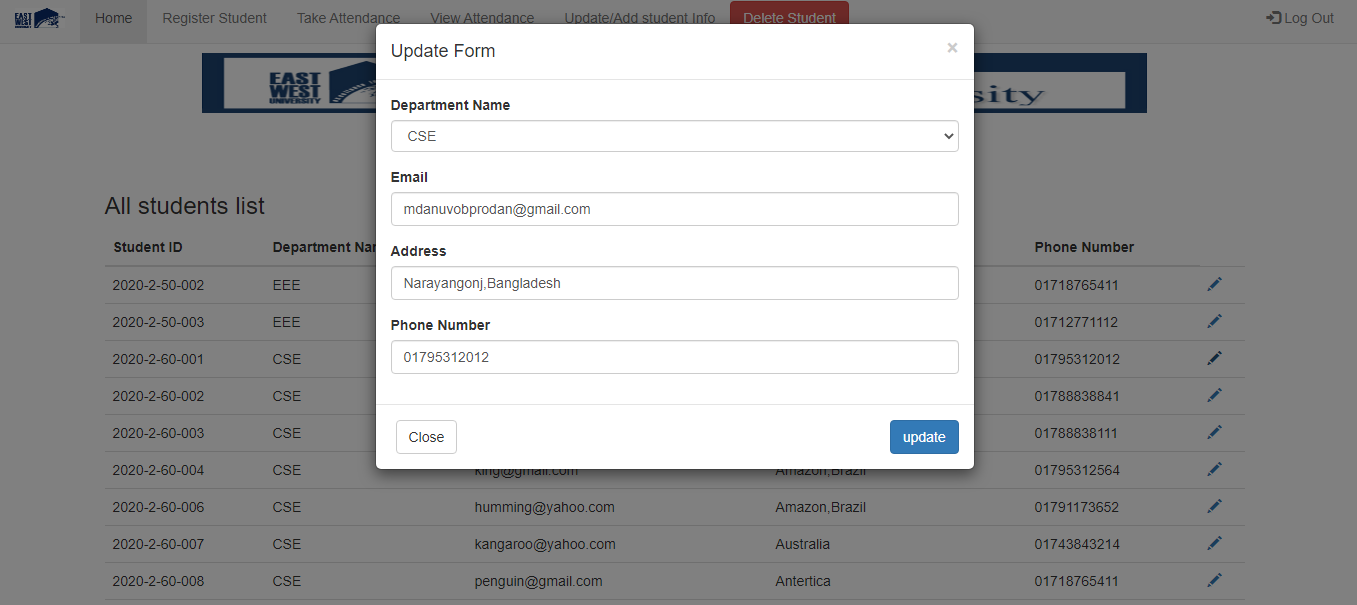 EAST WEST UNIVERSITY Home Register Student Take Attendance View Attendance Update/Add student Info Delete Student Log Out
Update Form ×
EAST
WEST
UNIVERSITY
sity
Department Name
CSE
Email
mdanuvobprodan@gmail.com
Address
Narayangonj,Bangladesh
Phone Number
01795312012
Close update
All students list
Student ID Department Nam Phone Number
2020-2-50-002 EEE 01718765411
2020-2-50-003 EEE 01712771112
2020-2-60-001 CSE 01795312012
2020-2-60-002 CSE 01788838841
2020-2-60-003 CSE 01788838111
2020-2-60-004 CSE king@gmail.com Amazon,Brazil 01795312564
2020-2-60-006 CSE humming@yahoo.com Amazon,Brazil 01791173652
2020-2-60-007 CSE kangaroo@yahoo.com Australia 01743843214
2020-2-60-008 CSE penguin@gmail.com Antertica 01718765411